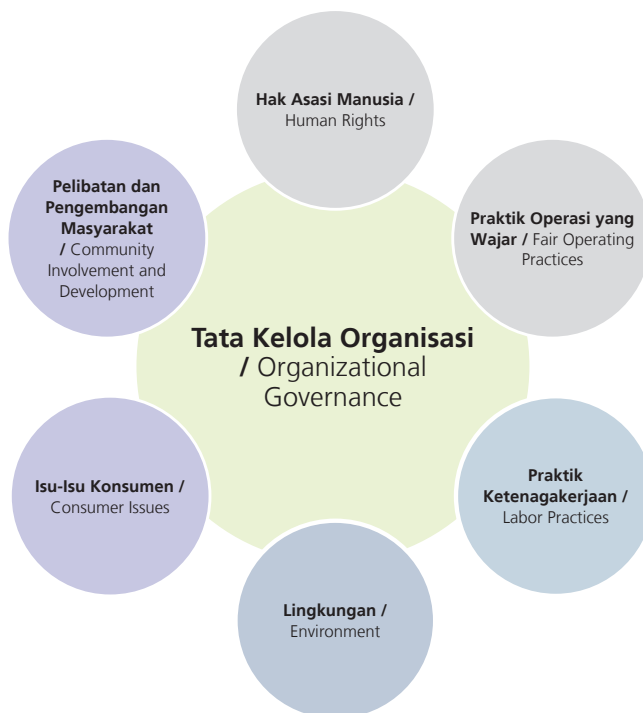 Hak Asasi Manusia /
Human Rights
Pelibatan dan
Pengembangan
Masyarakat
/ Community
Involvement and
Development
Praktik Operasi yang
Wajar / Fair Operating
Practices
Tata Kelola Organisasi
/ Organizational
Governance
Isu-Isu Konsumen /
Consumer Issues
Praktik
Ketenagakerjaan /
Labor Practices
Lingkungan /
Environment